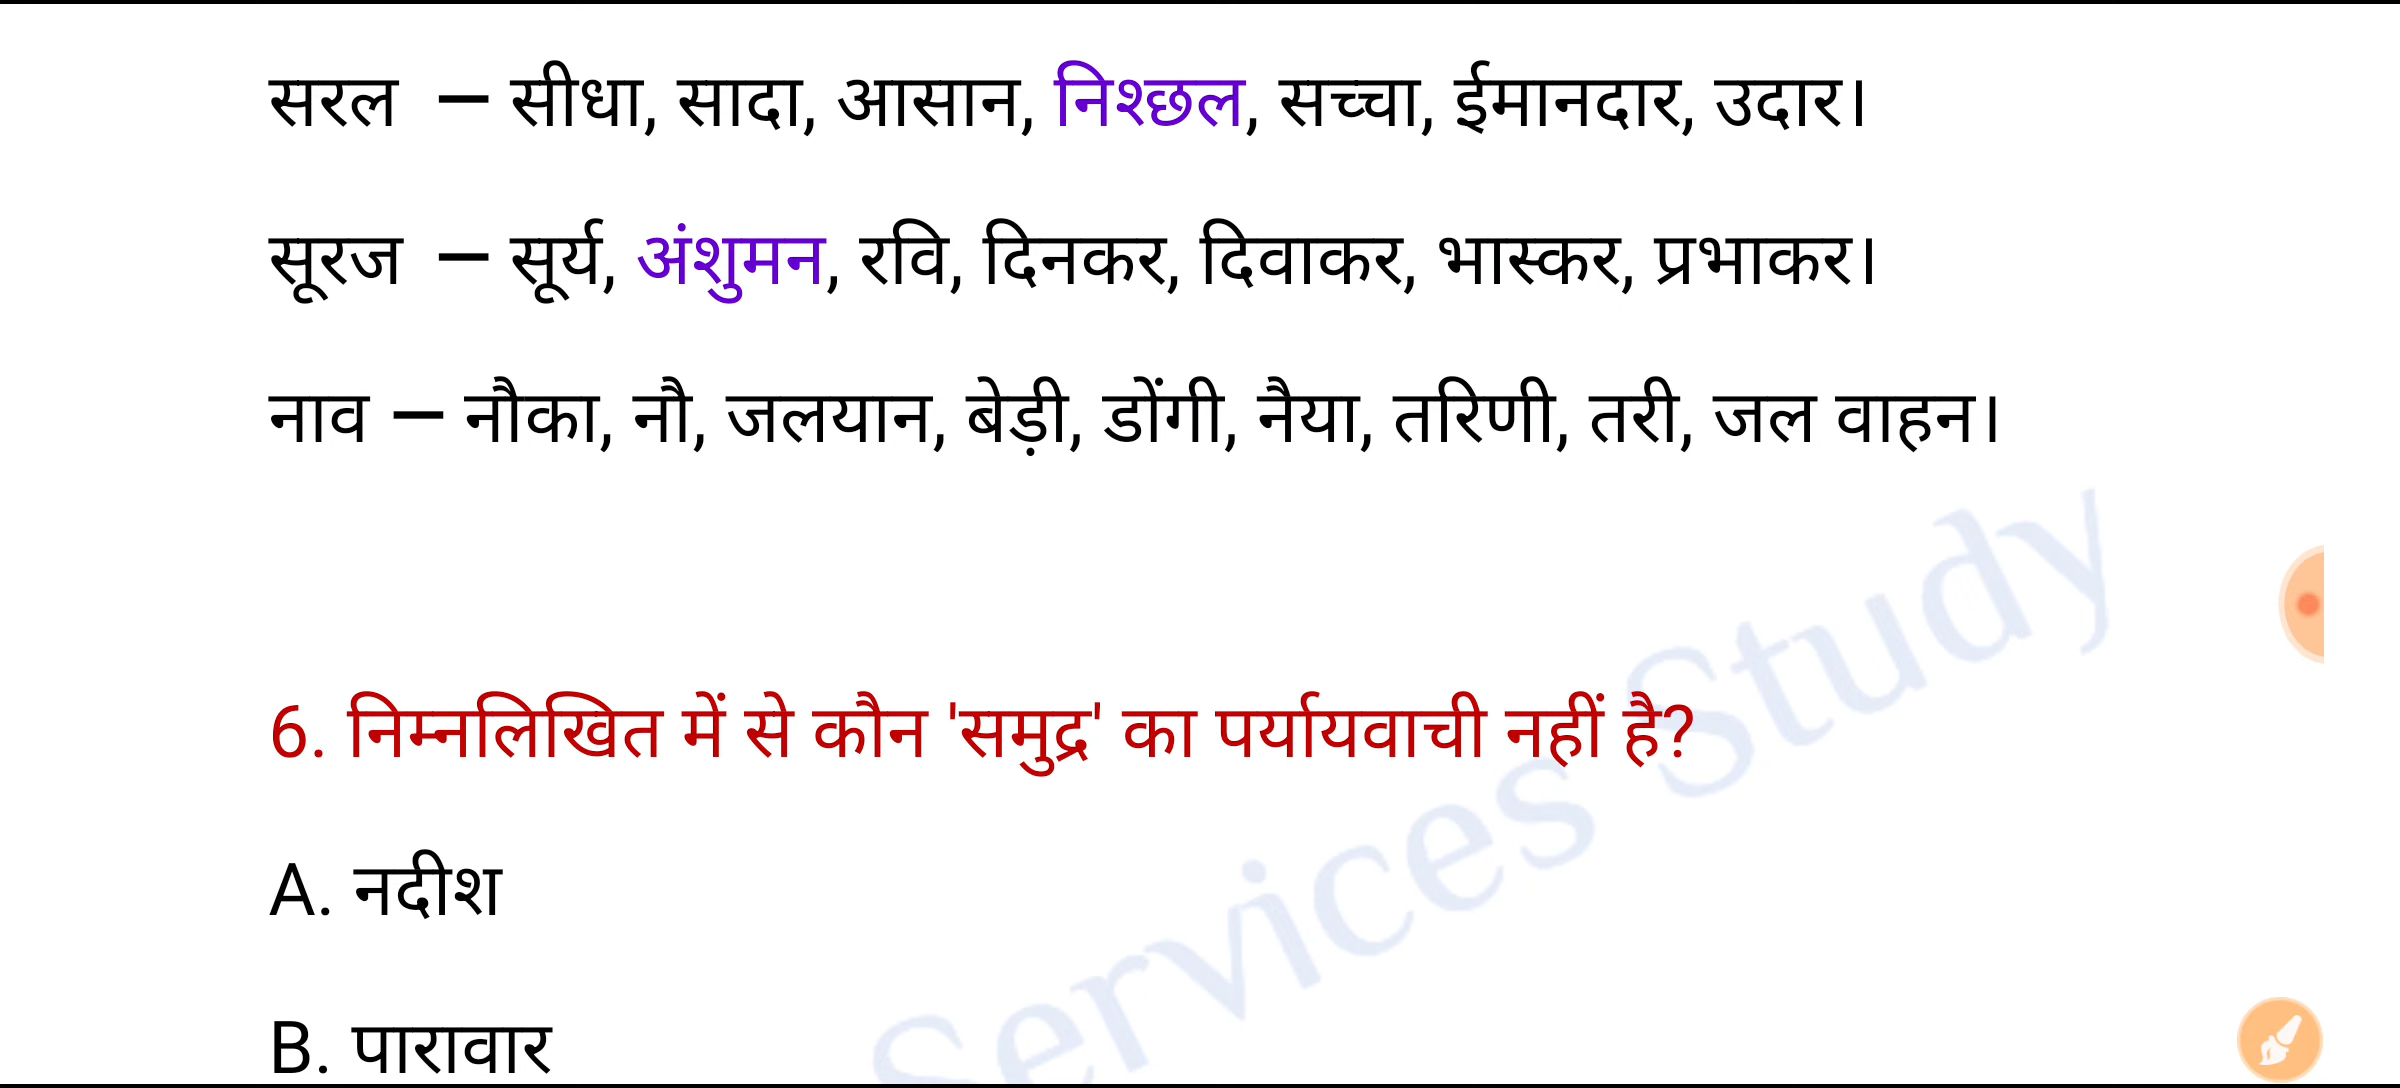 सरल – सीधा, सादा, आसान, निश्छल, सच्चा, ईमानदार, उदार।
सूरज – सूर्य, अंशुमन, रवि, दिनकर, दिवाकर, भास्कर, प्रभाकर।
नाव – नौका, नौ, जलयान, बेड़ी, डोंगी, नैया, तरिणी, तरी, जल वाहन।
Services Study
6. निम्नलिखित में से कौन 'समुद्र' का पर्यायवाची नहीं है?
A. नदीश
B. पारावार